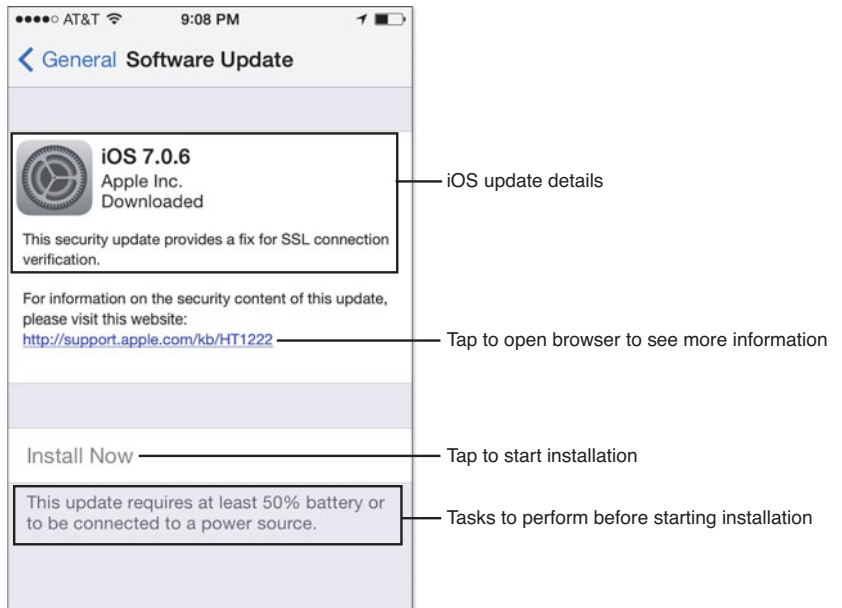 ●●●●○ AT&T 9:08 PM
General Software Update
iOS 7.0.6
Apple Inc.
Downloaded
This security update provides a fix for SSL connection
verification.
iOS update details
For information on the security content of this update,
please visit this website:
http://support.apple.com/kb/HT1222
Tap to open browser to see more information
Install Now
Tap to start installation
This update requires at least 50% battery or
to be connected to a power source.
Tasks to perform before starting installation